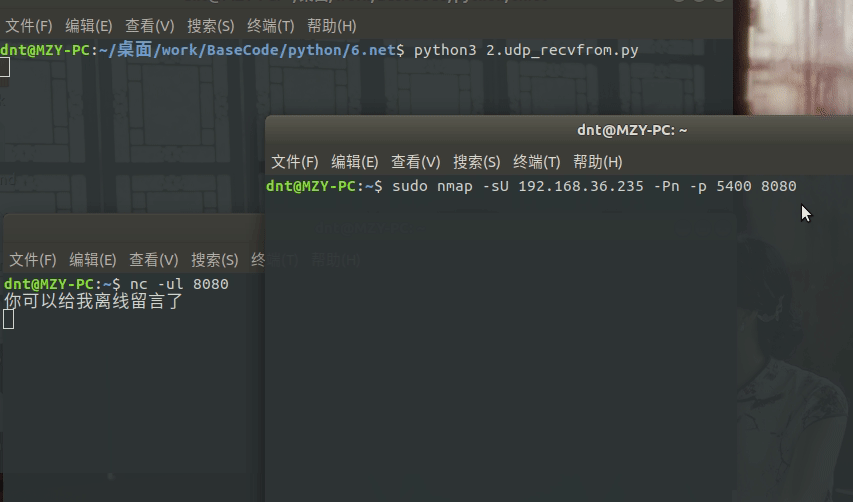 文件(F) 编辑(E) 查看(V) 搜索(S) 终端(T) 帮助(H)
dnt@MZY-PC:~/桌面/work/BaseCode/python/6.net$ python3 2.udp_recvfrom.py
dnt@MZY-PC: ~
文件(F) 编辑(E) 查看(V) 搜索(S) 终端(T) 帮助(H)
dnt@MZY-PC:~$ sudo nmap -sU 192.168.36.235 -Pn -p 5400 8080
文件(F) 编辑(E) 查看(V) 搜索(S) 终端(T) 帮助(H)
dnt@MZY-PC:~$ nc -ul 8080
你可以给我离线留言了